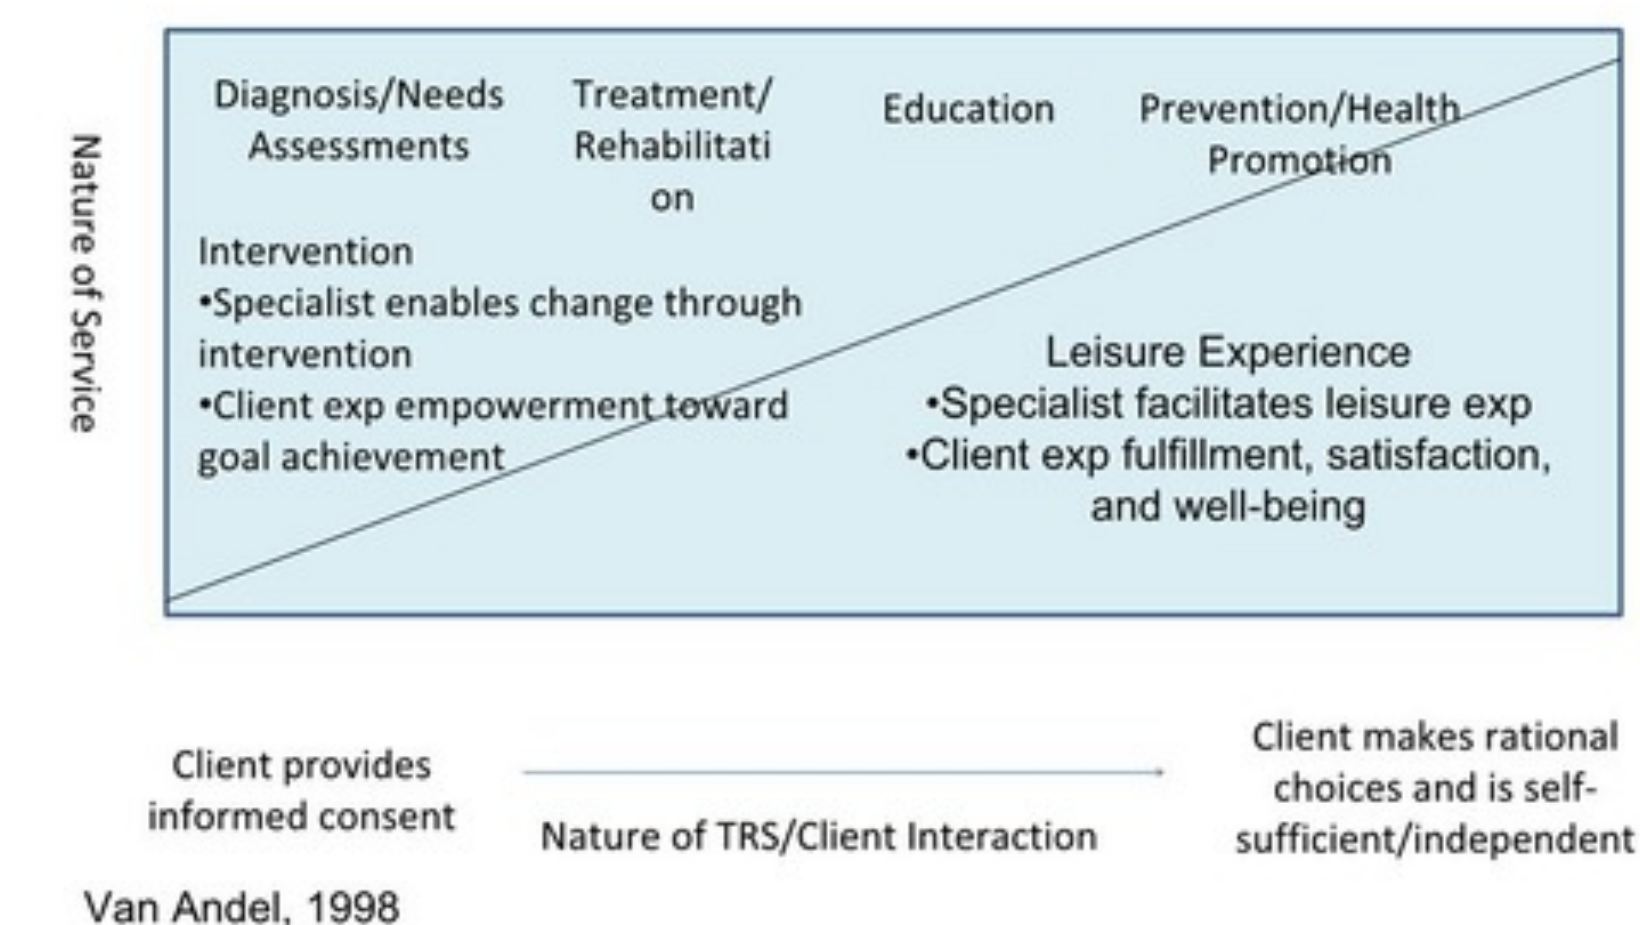 Nature of Service
Diagnosis/Needs
Assessments
Treatment/
Rehabilitati
on
Education
Prevention/Health
Promotion
Intervention
•Specialist enables change through
intervention
•Client exp empowerment toward
goal achievement
Leisure Experience
•Specialist facilitates leisure exp
•Client exp fulfillment, satisfaction,
and well-being
Client provides
informed consent
Nature of TRS/Client Interaction
Client makes rational
choices and is self-
sufficient/independent
Van Andel, 1998